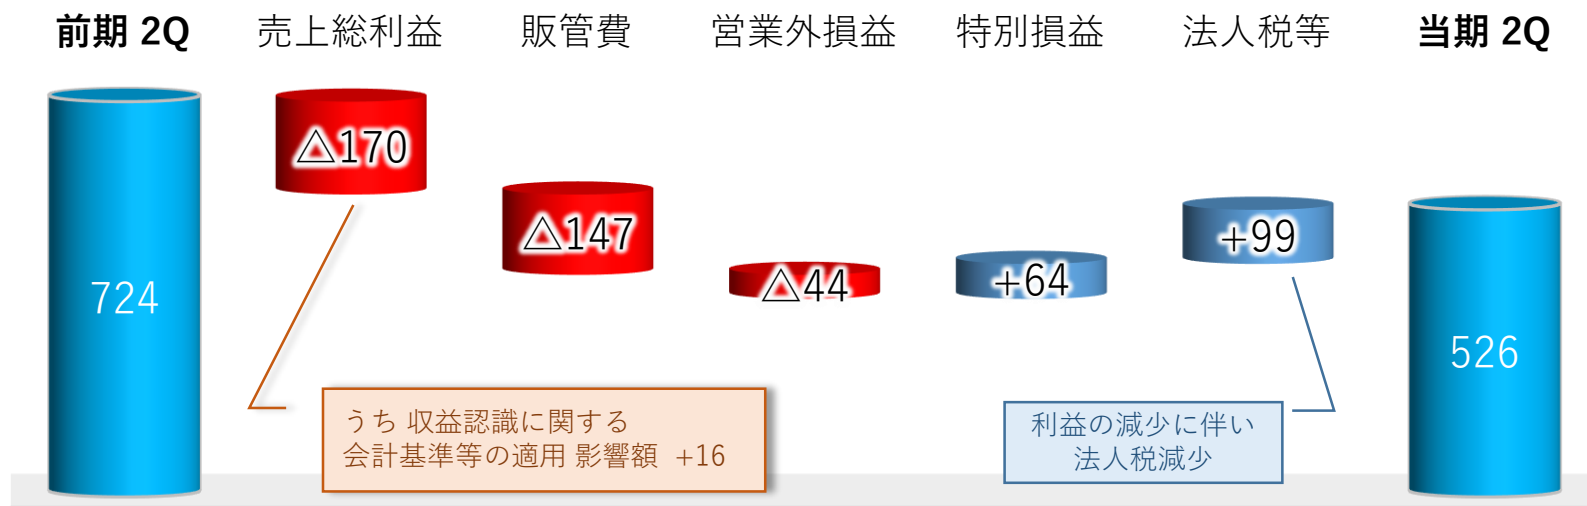 前期 2Q
売上総利益
販管費
営業外損益
特別損益
法人税等
当期 2Q
724
△170
△147
△44
+64
+99
526
うち 収益認識に関する
会計基準等の適用 影響額 +16
利益の減少に伴い
法人税減少